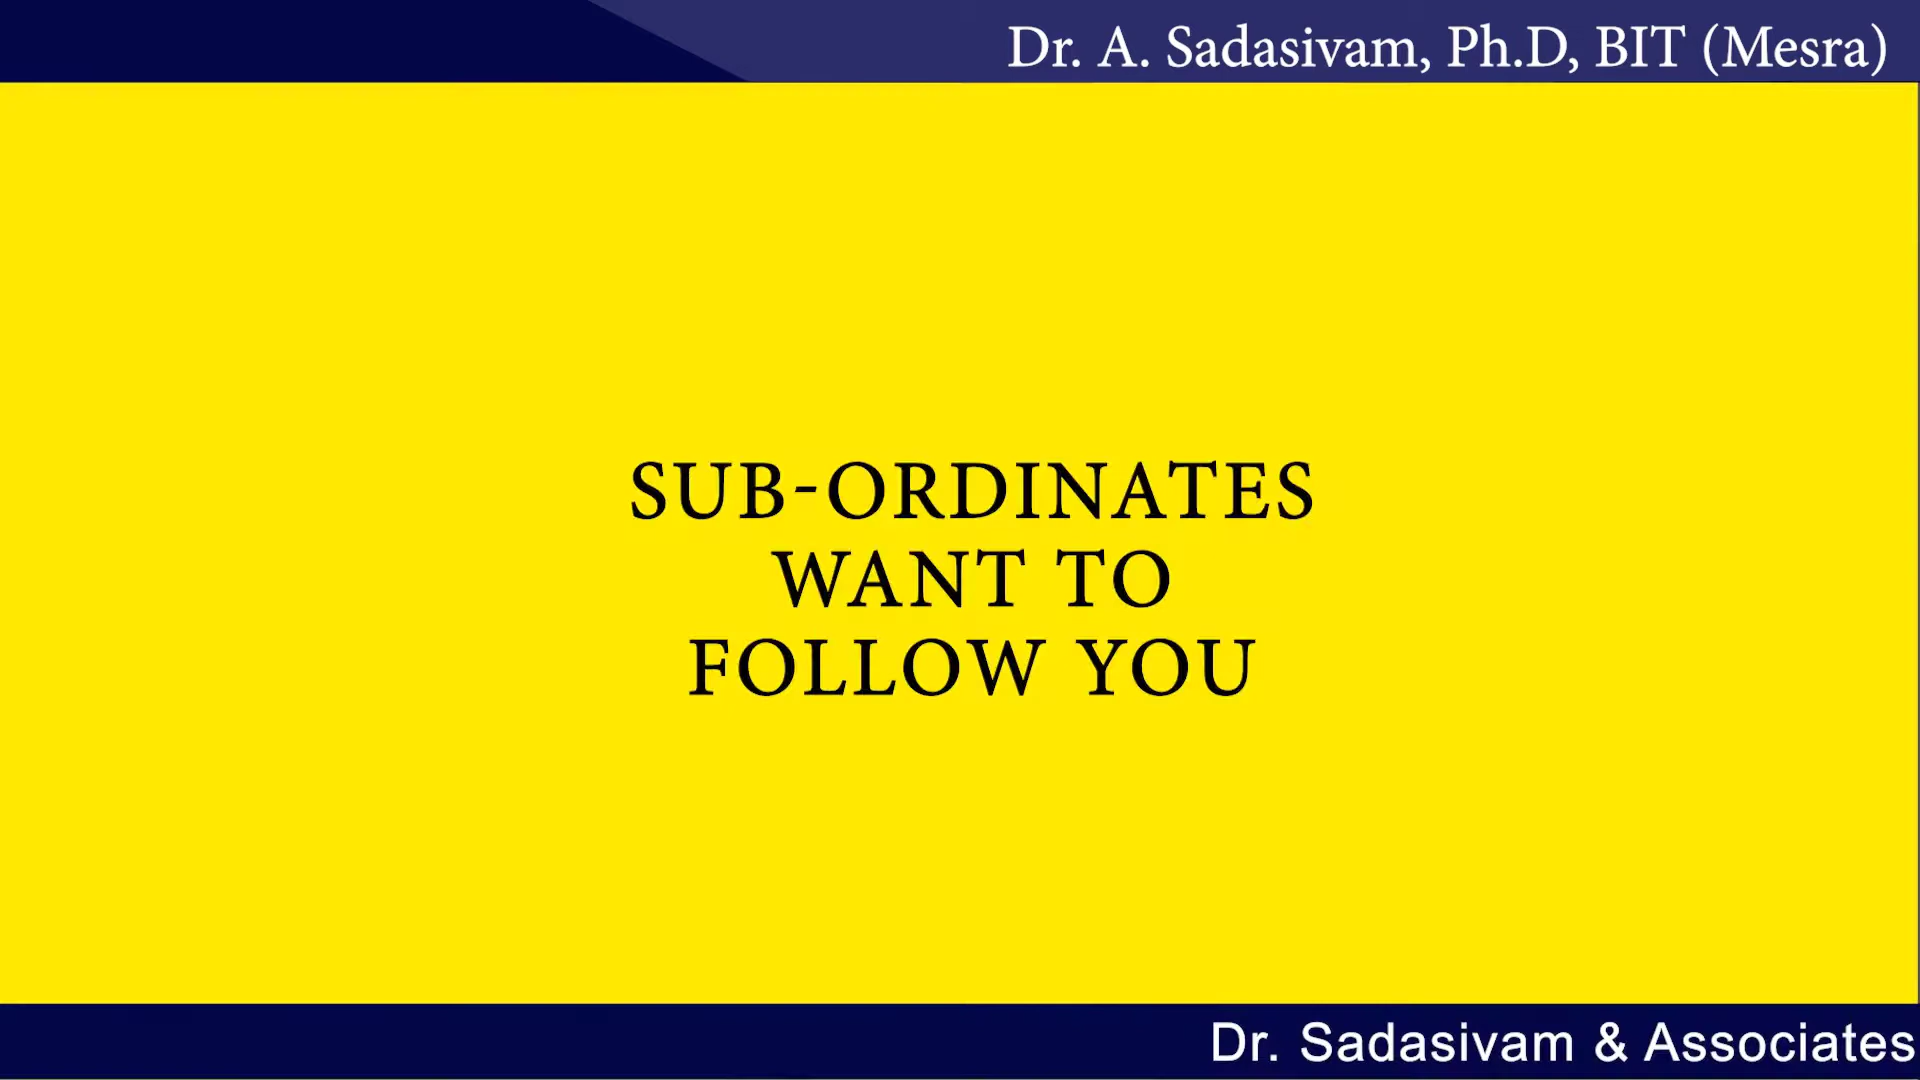 Dr. A. Sadasivam, Ph.D, BIT (Mesra)
SUB-ORDINATES
WANT TO
FOLLOW YOU
Dr. Sadasivam & Associates